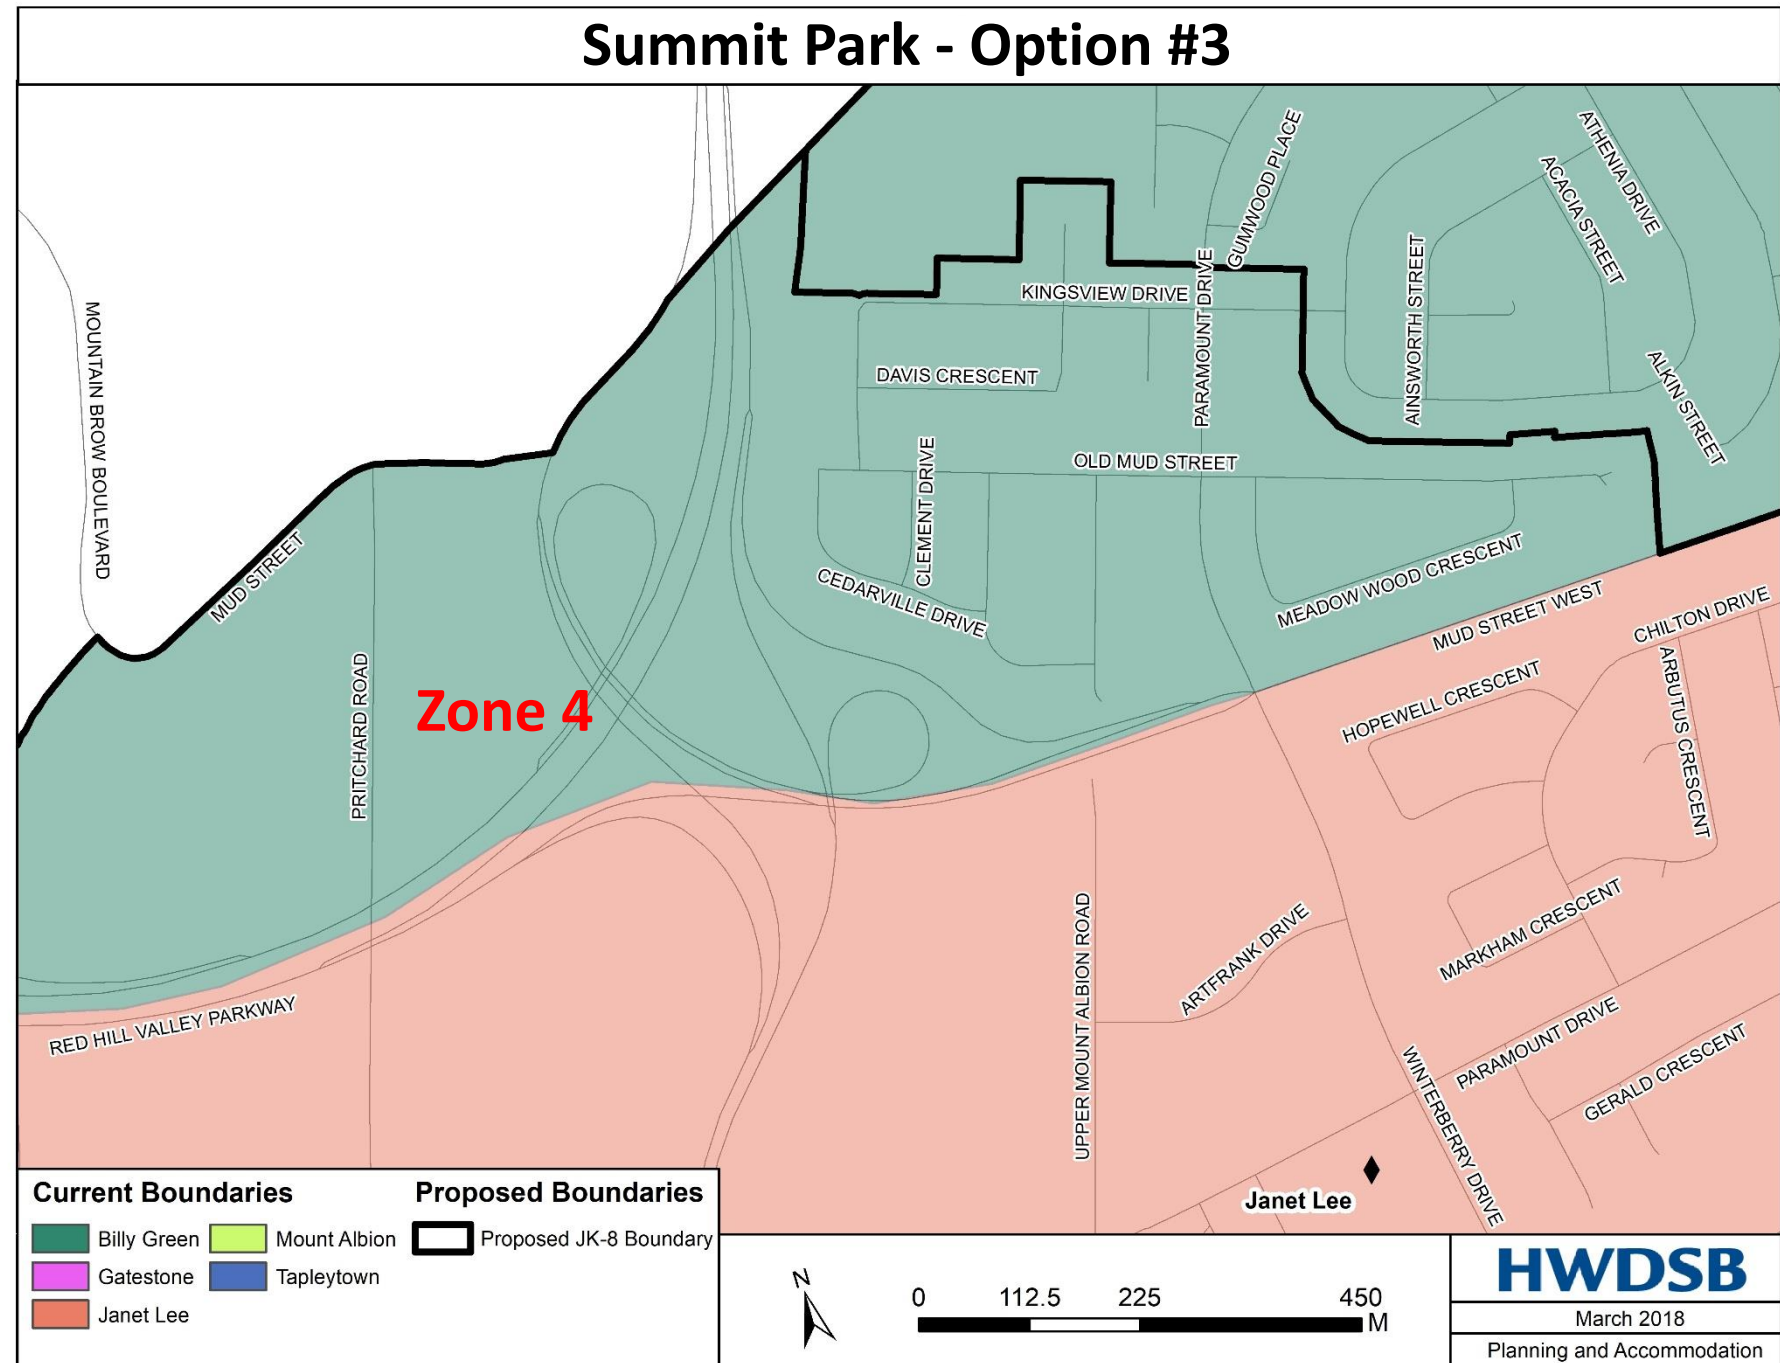 Summit Park - Option #3
GUMWOOD PLACE
ATHENIA DRIVE
ACACIA STREET
AINSWORTH STREET
PARAMOUNT DRIVE
KINGSVIEW DRIVE
MOUNTAIN BROW BOULEVARD
DAVIS CRESCENT
ALKIN STREET
OLD MUD STREET
CLEMENT DRIVE
MUD STREET
CEDARVILLE DRIVE
MEADOW WOOD CRESCENT
MUD STREET WEST
CHILTON DRIVE
PRITCHARD ROAD
Zone 4
HOPEWELL CRESCENT
ARBUTUS CRESCENT
UPPER MOUNT ALBION ROAD
ARTFRANK DRIVE
MARKHAM CRESCENT
RED HILL VALLEY PARKWAY
PARAMOUNT DRIVE
GERALD CRESCENT
WINTERBERRY DRIVE
Janet Lee
Current Boundaries
Billy Green
Mount Albion
Gatestone
Tapleytown
Janet Lee
Proposed Boundaries
Proposed JK-8 Boundary
N
0 112.5 225 450
M
HWDSB
March 2018
Planning and Accommodation